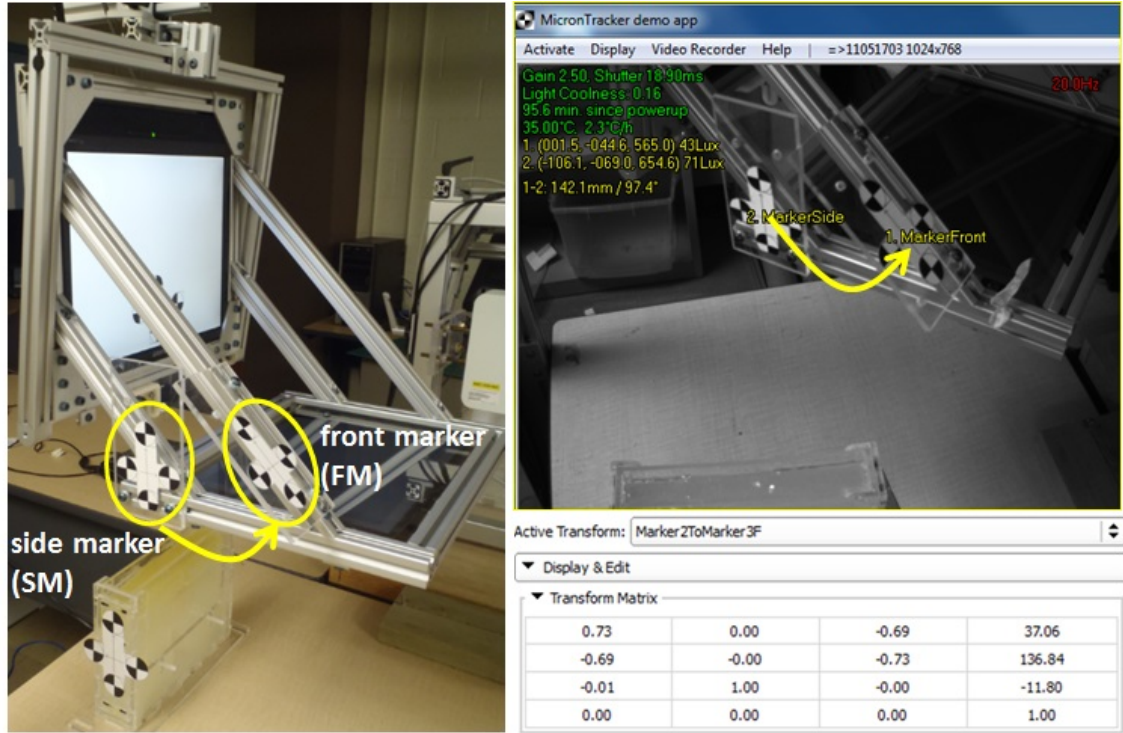 front marker
(FM)
side marker
(SM)
MicronTracker demo app
Activate Display Video Recorder Help | =>11051703 1024x768
Gain 2.50, Shutter 18.90ms
Light Coolness 0.16
95.6 min. since powerup
35.00°C, 2.3°C/h
1. (001.5, -044.6, 565.0) 43Lux
2. (-106.1, -069.0, 654.6) 71Lux
1-2: 142.1mm / 97.4°
20.0Hz
2. MarkerSide
1. MarkerFront
Active Transform: Marker2ToMarker3F
Display & Edit
Transform Matrix
0.73 0.00 -0.69 37.06
-0.69 -0.00 -0.73 136.84
-0.01 1.00 -0.00 -11.80
0.00 0.00 0.00 1.00